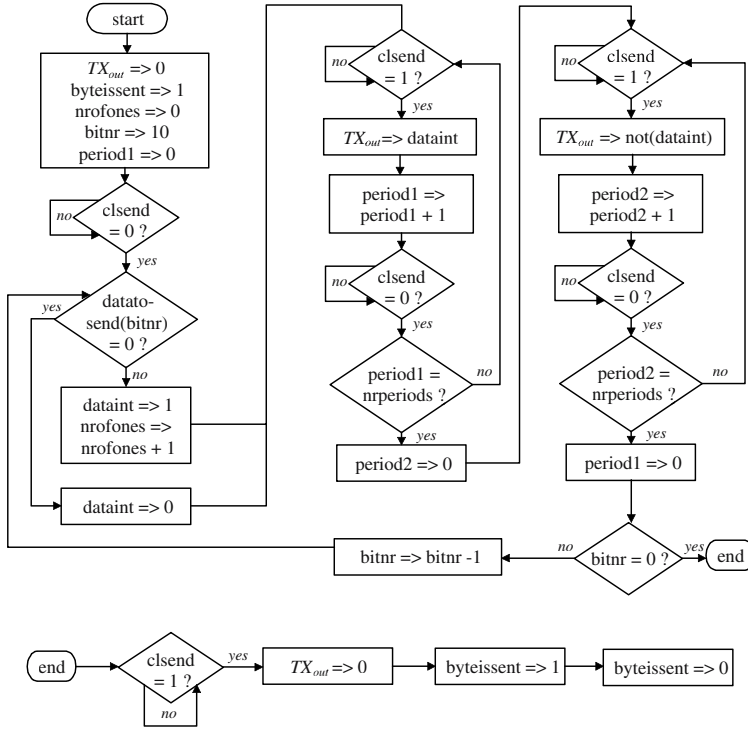 start
TXout => 0
byteissent => 1
nrofones => 0
bitnr => 10
period1 => 0
clsend
= 0 ?
no
yes
datato-
send(bitnr)
= 0 ?
yes
no
dataint => 1
nrofones =>
nrofones + 1
dataint => 0
clsend
= 1 ?
no
yes
TXout => dataint
period1 =>
period1 + 1
clsend
= 0 ?
no
yes
period1 =
nrperiods ?
no
yes
period2 => 0
clsend
= 1 ?
no
yes
TXout => not(dataint)
period2 =>
period2 + 1
clsend
= 0 ?
no
yes
period2 =
nrperiods ?
no
yes
period1 => 0
bitnr = 0 ?
no
yes
end
bitnr => bitnr -1
end
clsend
= 1 ?
no
yes
TXout => 0
byteissent => 1
byteissent => 0